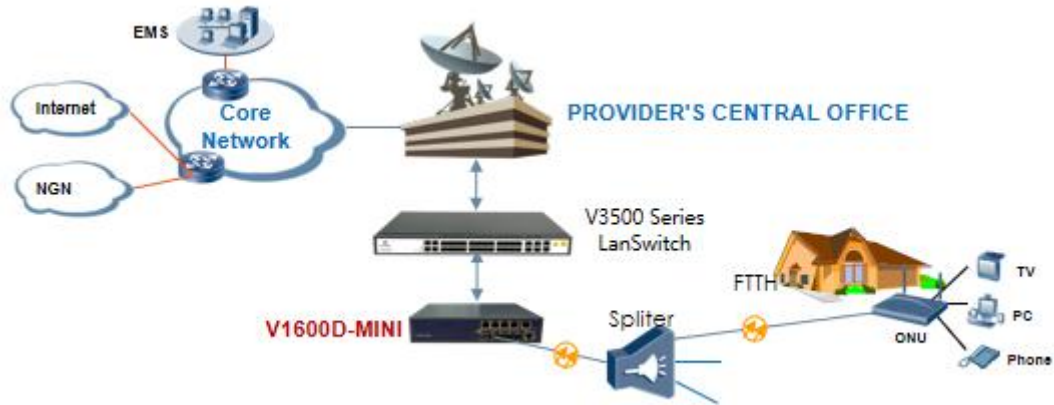 EMS
Internet
Core
Network
NGN
PROVIDER'S CENTRAL OFFICE
V3500 Series
LanSwitch
V1600D-MINI
Spliter
FTTH
ONU
TV
PC
Phone